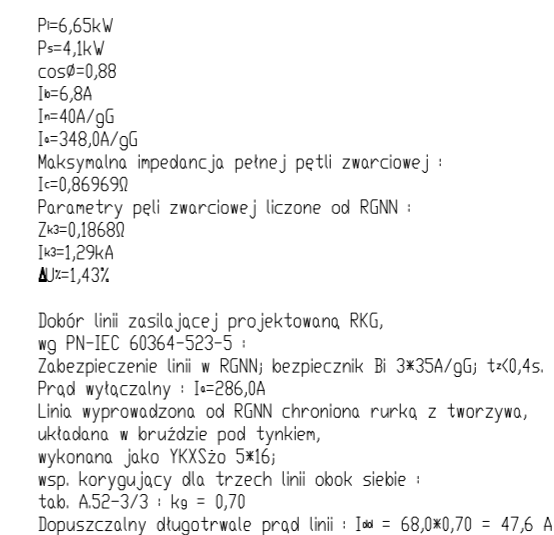 Pi=6,65kW
Ps=4,1kW
cosØ=0,88
Ib=6,8A
In=40A/gG
Ia=348,0A/gG
Maksymalna impedancja pełnej pętli zwarciowej :
Ic=0,86969Ω
Parametry pęli zwarciowej liczone od RGNN :
Zk3=0,1868Ω
Ik3=1,29kA
ΔU%=1,43%
Dobór linii zasilającej projektowaną RKG,
wg PN-IEC 60364-523-5 :
Zabezpieczenie linii w RGNN; bezpiecznik Bi 3*35A/gG; tz<0,4s.
Prąd wyłączalny : Ia=286,0A
Linia wyprowadzona od RGNN chroniona rurką z tworzywa,
układana w bruździe pod tynkiem,
wykonana jako YKXSżo 5*16;
wsp. korygujący dla trzech linii obok siebie :
tab. A.52-3/3 : kg = 0,70
Dopuszczalny długotrwale prąd linii : Idd = 68,0*0,70 = 47,6 A